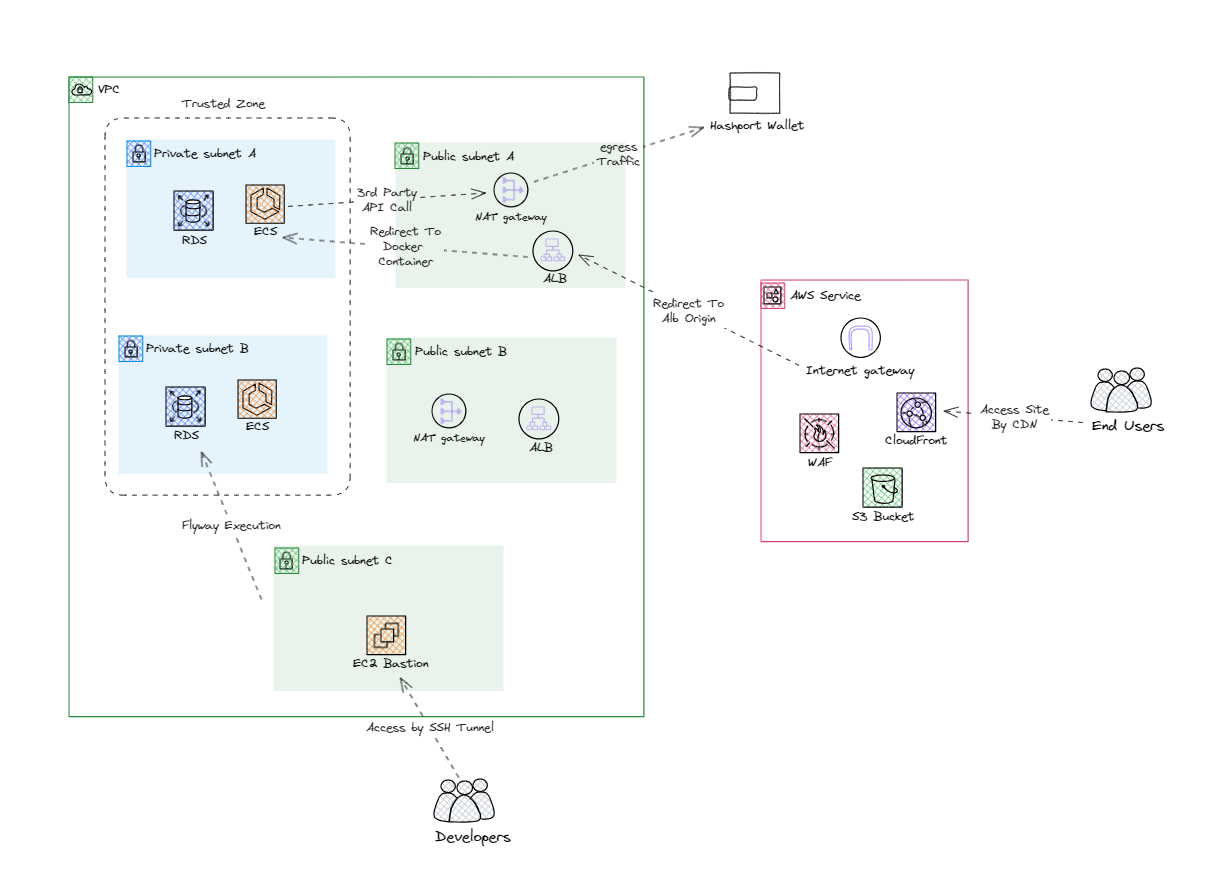 VPC
Trusted Zone
Private subnet A
RDS
ECS
3rd Party
API Call
Redirect To
Docker
Container
Public subnet A
NAT gateway
ALB
egress
Traffic
Hashport Wallet
Redirect To
Alb Origin
AWS Service
Internet gateway
WAF
CloudFront
S3 Bucket
Access Site
By CDN
End Users
Private subnet B
RDS
ECS
Public subnet B
NAT gateway
ALB
Flyway Execution
Public subnet C
EC2 Bastion
Access by SSH Tunnel
Developers